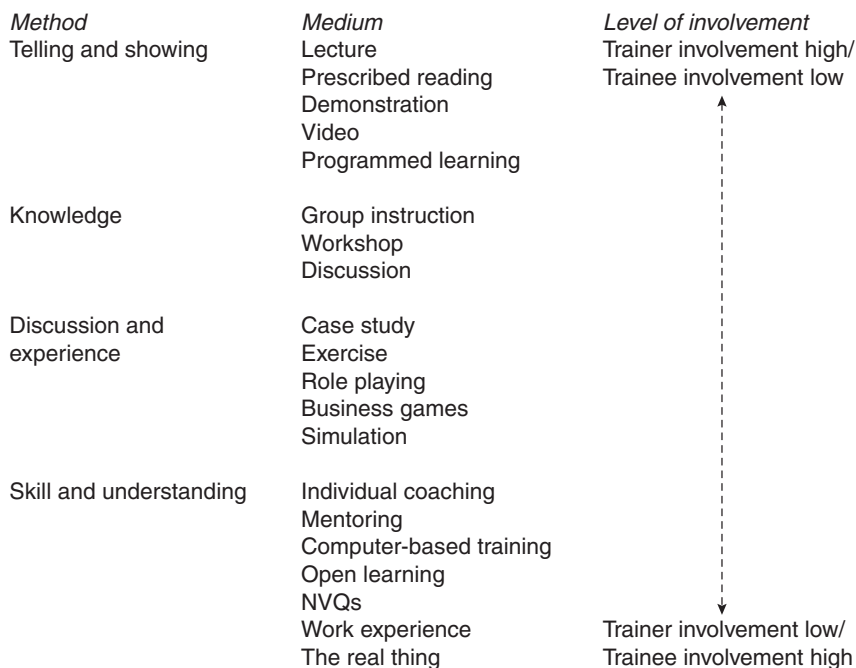 Method Medium Level of involvement
Telling and showing Lecture Trainer involvement high/
Prescribed reading Trainee involvement low
Demonstration
Video
Programmed learning
Knowledge Group instruction
Workshop
Discussion
Discussion and Case study
experience Exercise
Role playing
Business games
Simulation
Skill and understanding Individual coaching
Mentoring
Computer-based training
Open learning
NVQs
Work experience Trainer involvement low/
The real thing Trainee involvement high